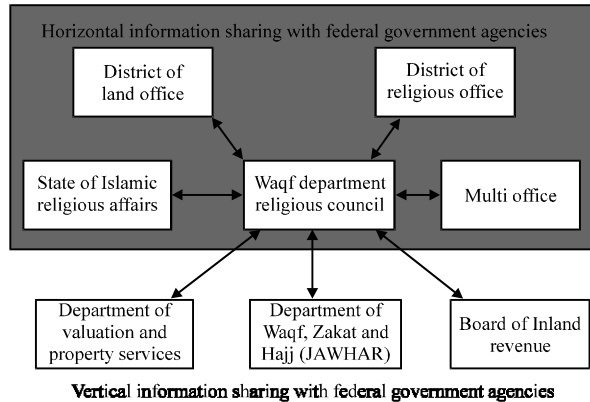 Horizontal information sharing with federal government agencies
District of
land office
District of
religious office
State of Islamic
religious affairs
Waqf department
religious council
Multi office
Department of
valuation and
property services
Department of
Waqf, Zakat and
Hajj (JAWHAR)
Board of Inland
revenue
Vertical information sharing with federal government agencies